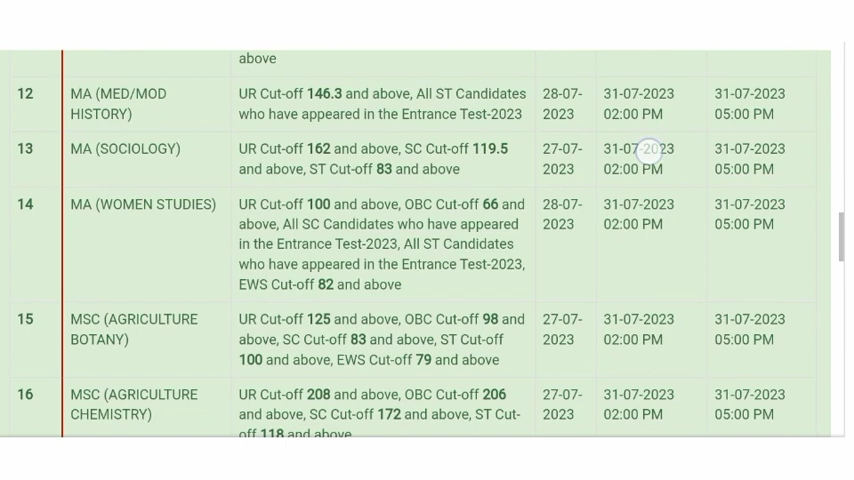 above
12 MA (MED/MOD UR Cut-off 146.3 and above, All ST Candidates 28-07- 31-07-2023 31-07-2023
HISTORY) who have appeared in the Entrance Test-2023 2023 02:00 PM 05:00 PM
13 MA (SOCIOLOGY) UR Cut-off 162 and above, SC Cut-off 119.5 27-07- 31-07-2023 31-07-2023
and above, ST Cut-off 83 and above 2023 02:00 PM 05:00 PM
14 MA (WOMEN STUDIES) UR Cut-off 100 and above, OBC Cut-off 66 and 28-07- 31-07-2023 31-07-2023
above, All SC Candidates who have appeared 2023 02:00 PM 05:00 PM
in the Entrance Test-2023, All ST Candidates
who have appeared in the Entrance Test-2023,
EWS Cut-off 82 and above
15 MSC (AGRICULTURE UR Cut-off 125 and above, OBC Cut-off 98 and 27-07- 31-07-2023 31-07-2023
BOTANY) above, SC Cut-off 83 and above, ST Cut-off 2023 02:00 PM 05:00 PM
100 and above, EWS Cut-off 79 and above
16 MSC (AGRICULTURE UR Cut-off 208 and above, OBC Cut-off 206 27-07- 31-07-2023 31-07-2023
CHEMISTRY) and above, SC Cut-off 172 and above, ST Cut- 2023 02:00 PM 05:00 PM
off 118 and above